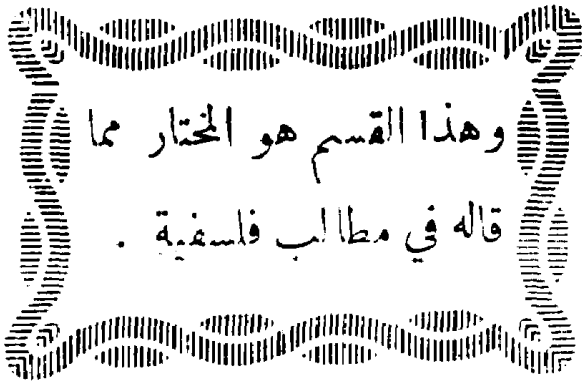 وهذا القسم هو المختار مما
قاله في مطالب فلسفية .